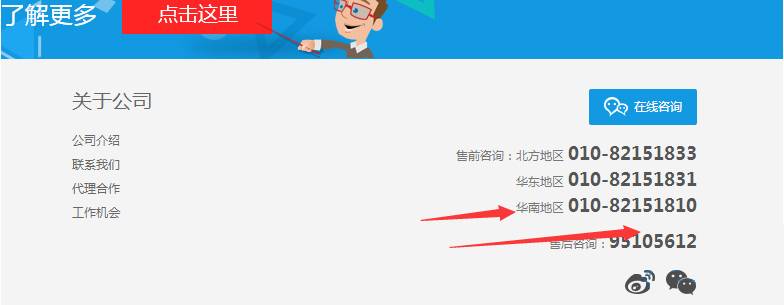 了解更多 点击这里
关于公司
在线咨询
公司介绍
联系我们
代理合作
工作机会
售前咨询：北方地区 010-82151833
华东地区 010-82151831
华南地区 010-82151810
售后咨询：95105612